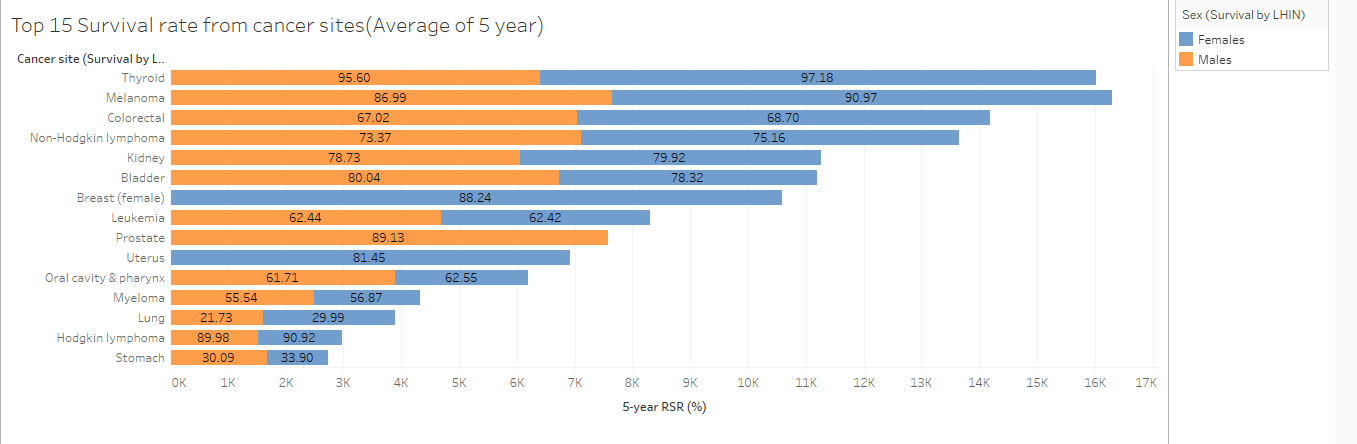 Top 15 Survival rate from cancer sites(Average of 5 year)
Cancer site (Survival by L..
Thyroid 95.60 97.18
Melanoma 86.99 90.97
Colorectal 67.02 68.70
Non-Hodgkin lymphoma 73.37 75.16
Kidney 78.73 79.92
Bladder 80.04 78.32
Breast (female) 88.24
Leukemia 62.44 62.42
Prostate 89.13
Uterus 81.45
Oral cavity & pharynx 61.71 62.55
Myeloma 55.54 56.87
Lung 21.73 29.99
Hodgkin lymphoma 89.98 90.92
Stomach 30.09 33.90
0K 1K 2K 3K 4K 5K 6K 7K 8K 9K 10K 11K 12K 13K 14K 15K 16K 17K
5-year RSR (%)
Sex (Survival by LHIN)
Females
Males